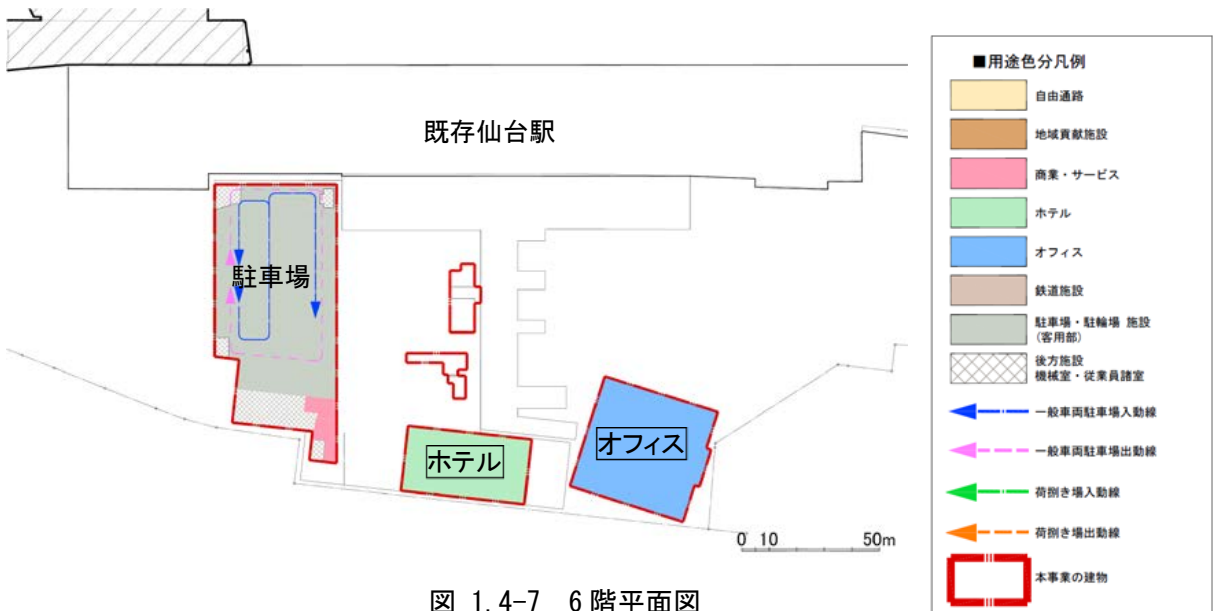 既存仙台駅
駐車場
ホテル
オフィス
0 10 50m
図 1.4-7 6階平面図
■用途色分凡例
自由通路
地域貢献施設
商業・サービス
ホテル
オフィス
鉄道施設
駐車場・駐輪場 施設
(客用部)
後方施設
機械室・従業員諸室
一般車両駐車場入動線
一般車両駐車場出動線
荷捌き場入動線
荷捌き場出動線
本事業の建物